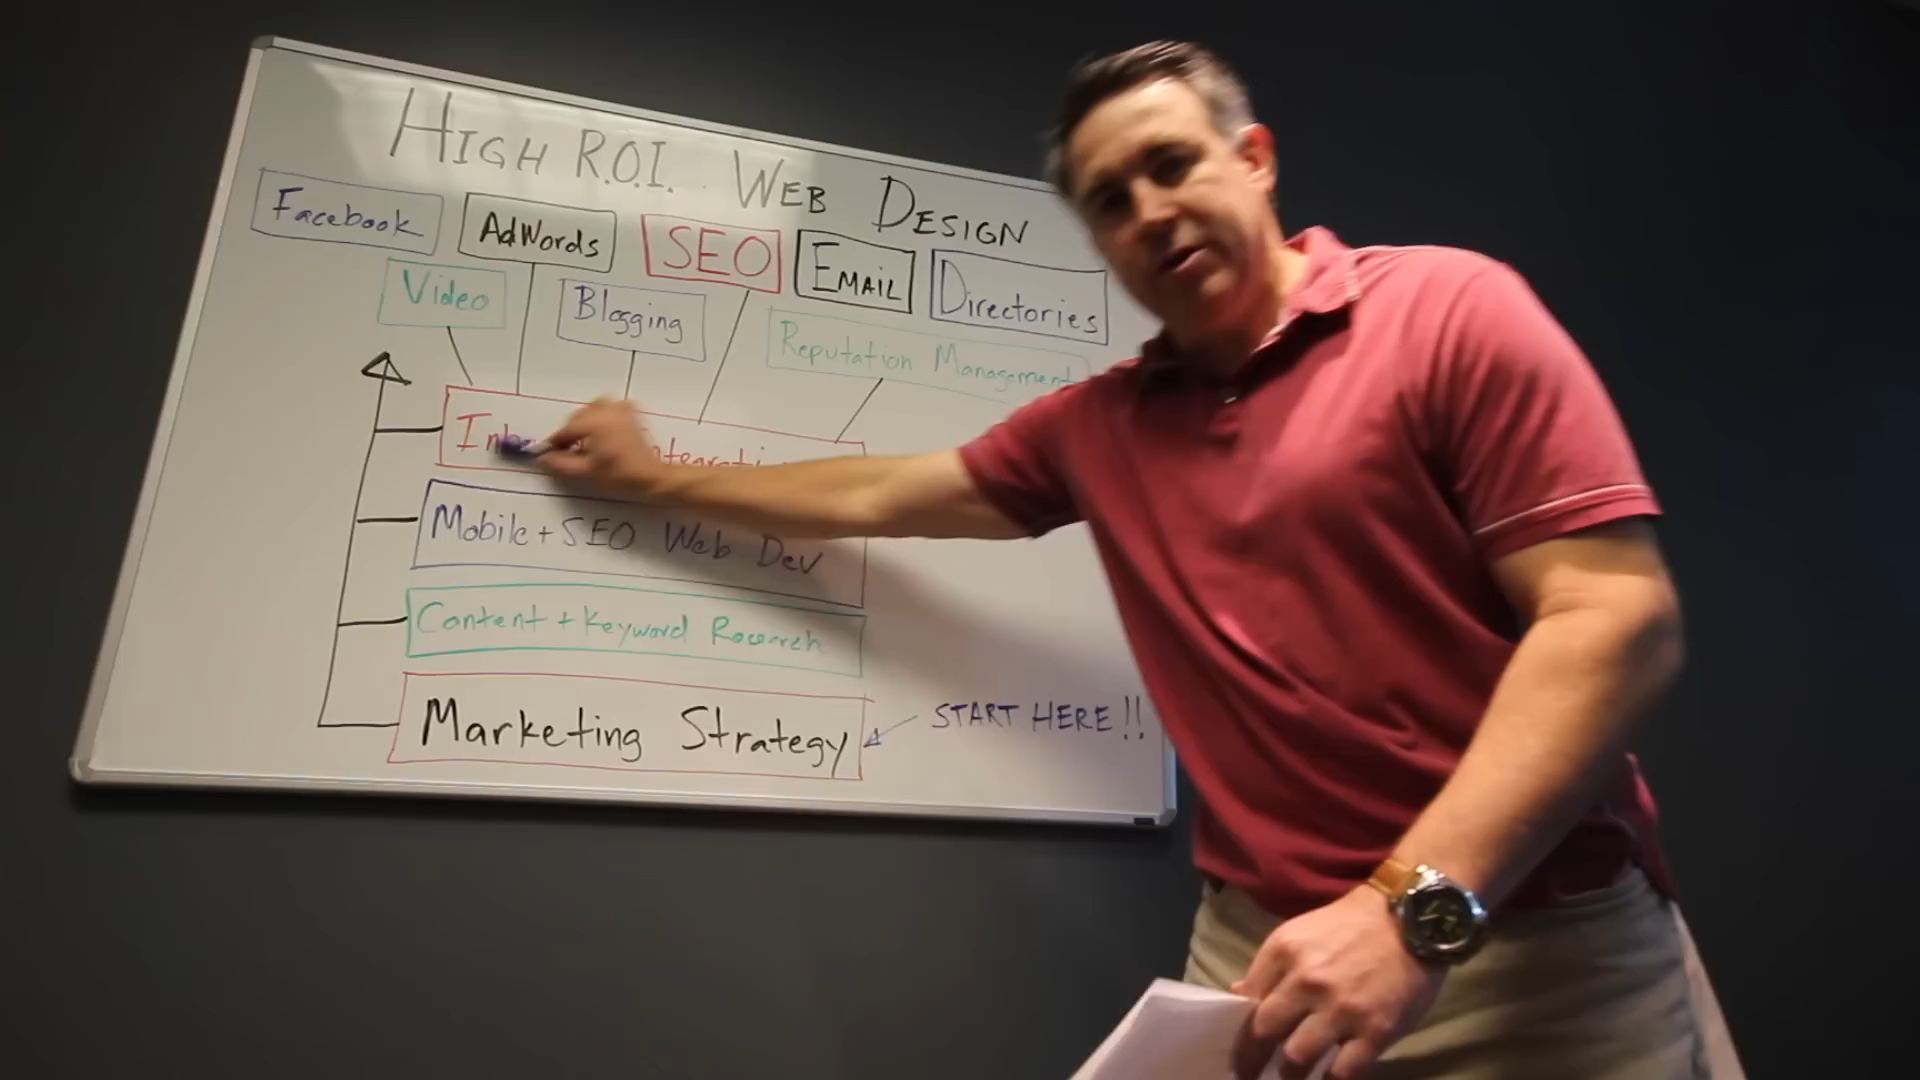 HIGH R.O.I. WEB DESIGN
Facebook
AdWords
SEO
EMAIL
Directories
Video
Blogging
Reputation Management
Mobile + SEO Web Dev
Content + Keyword Research
Marketing Strategy
START HERE!!